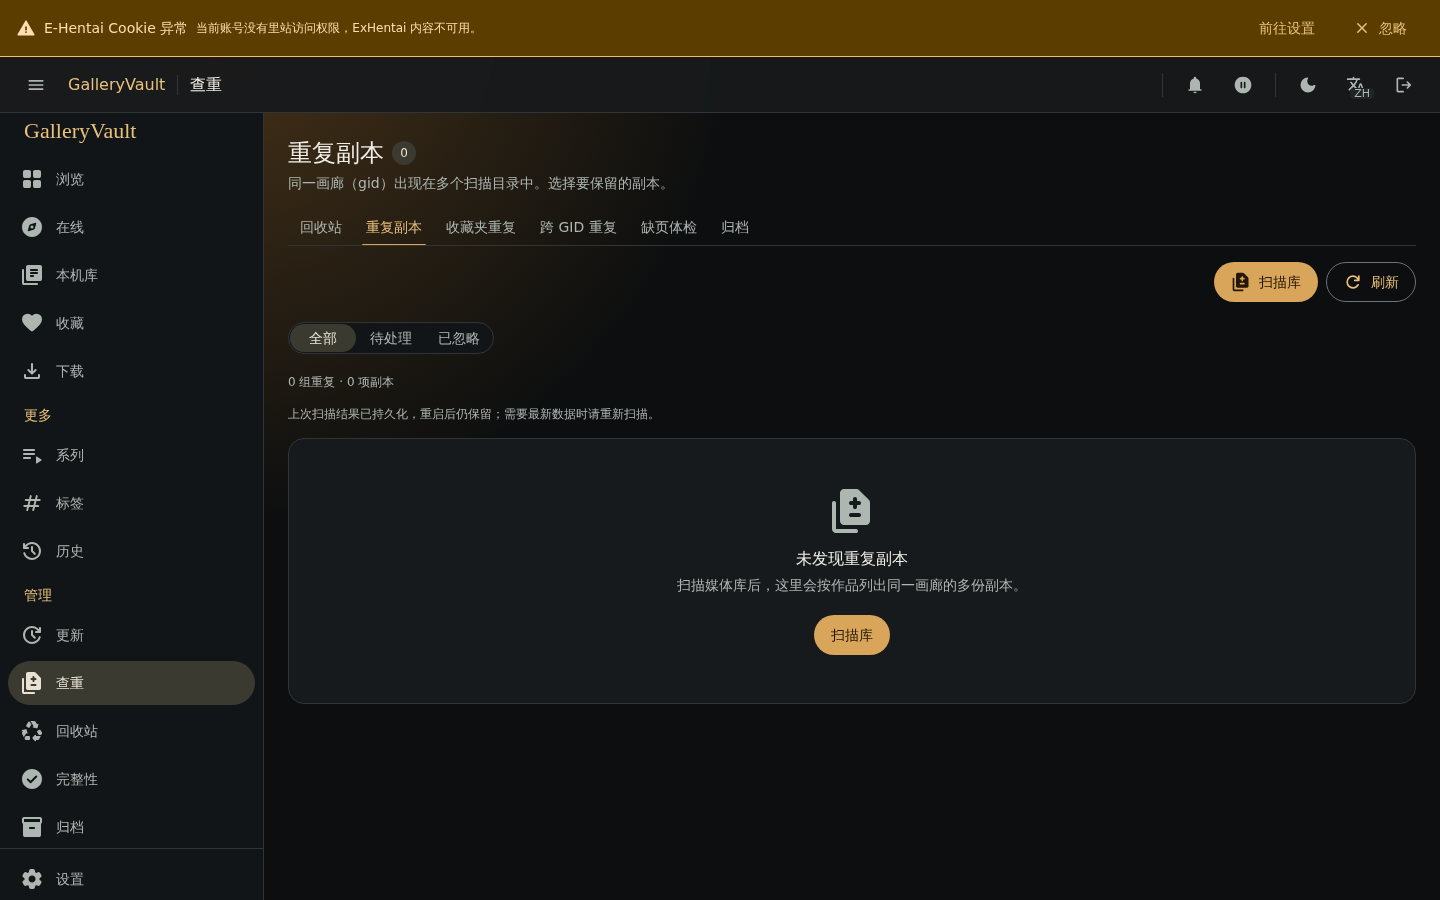 E-Hentai Cookie 异常 当前账号没有里站访问权限，ExHentai 内容不可用。 前往设置 忽略
GalleryVault 查重 ZH
GalleryVault
浏览
在线
本机库
收藏
下载
更多
系列
标签
历史
管理
更新
查重
回收站
完整性
归档
设置
重复副本 0
同一画廊（gid）出现在多个扫描目录中。选择要保留的副本。
回收站 重复副本 收藏夹重复 跨 GID 重复 缺页体检 归档
扫描库 刷新
全部 待处理 已忽略
0 组重复 · 0 项副本
上次扫描结果已持久化，重启后仍保留；需要最新数据时请重新扫描。
未发现重复副本
扫描媒体库后，这里会按作品列出同一画廊的多份副本。
扫描库